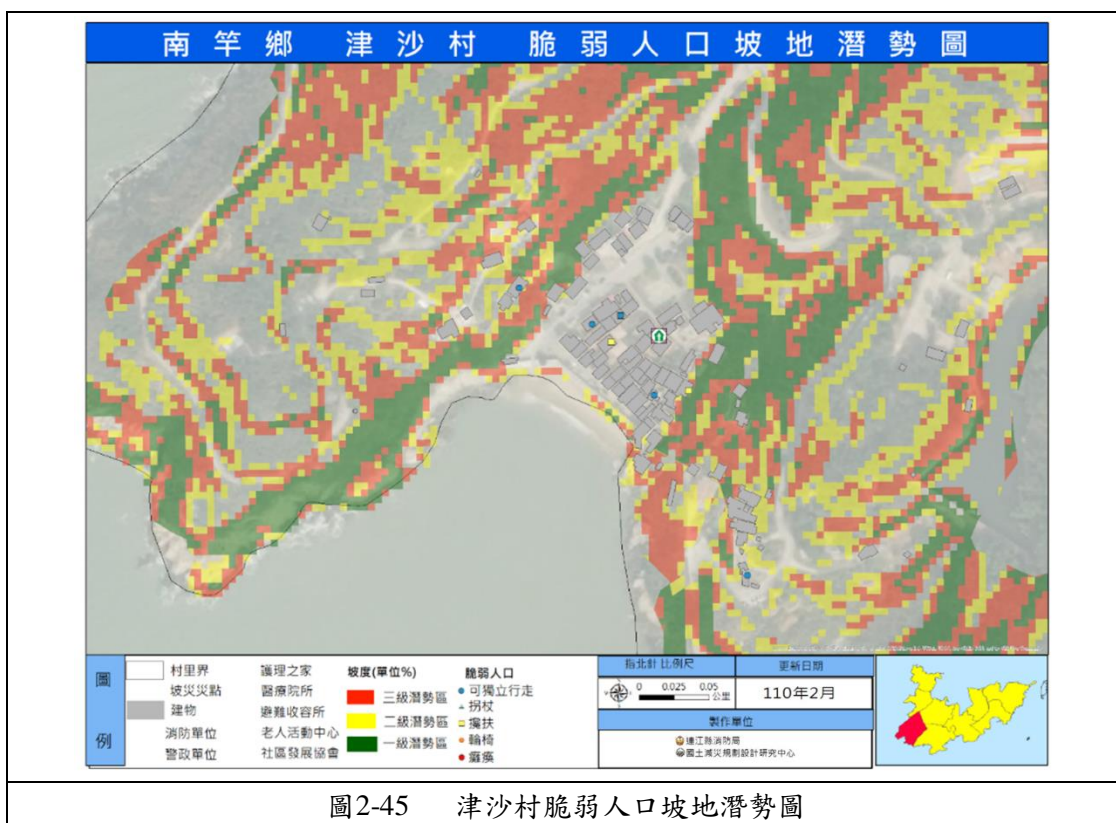 南竿鄉 津沙村 脆弱人口坡地潛勢圖
圖例
村里界
坡災災點
建物
消防單位
警政單位
護理之家
醫療院所
避難收容所
老人活動中心
社區發展協會
坡度(單位%)
三級潛勢區
二級潛勢區
一級潛勢區
脆弱人口
可獨立行走
拐杖
攙扶
輪椅
癱瘓
指北針 比例尺
0 0.025 0.05
公里
更新日期
110年2月
製作單位
連江縣消防局
國土減災規劃設計研究中心
圖2-45 津沙村脆弱人口坡地潛勢圖